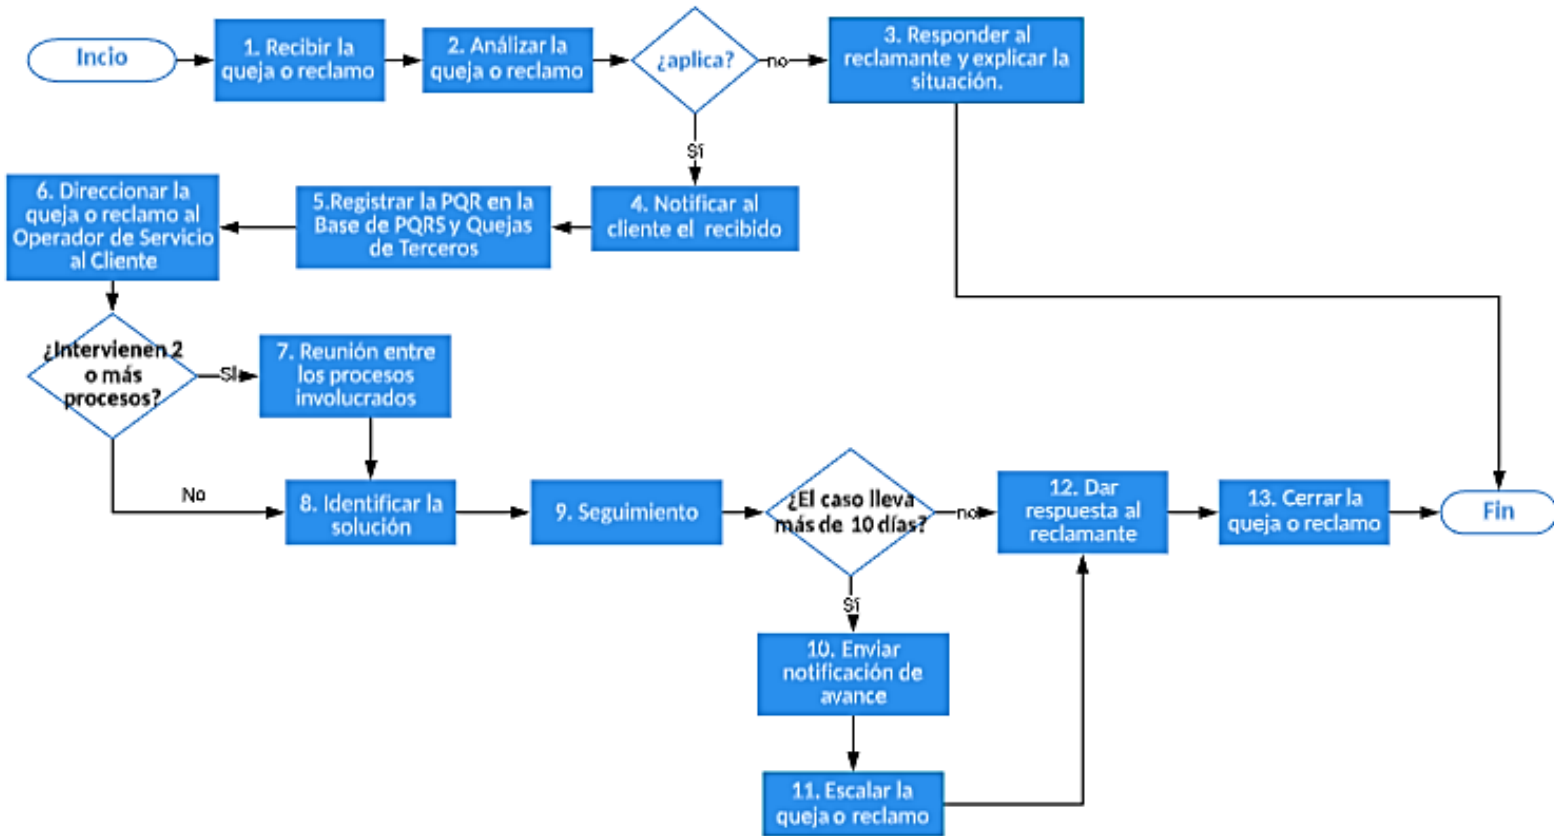 Incio
1. Recibir la
queja o reclamo
2. Análizar la
queja o reclamo
¿aplica?
no
3. Responder al
reclamante y explicar la
situación.
Sí
4. Notificar al
cliente el recibido
5.Registrar la PQR en la
Base de PQRS y Quejas
de Terceros
6. Direccionar la
queja o reclamo al
Operador de Servicio
al Cliente
¿Intervienen 2
o más
procesos?
Si
7. Reunión entre
los procesos
involucrados
No
8. Identificar la
solución
9. Seguimiento
¿El caso lleva
más de 10 días?
no
12. Dar
respuesta al
reclamante
13. Cerrar la
queja o reclamo
Fin
Sí
10. Enviar
notificación de
avance
11. Escalar la
queja o reclamo